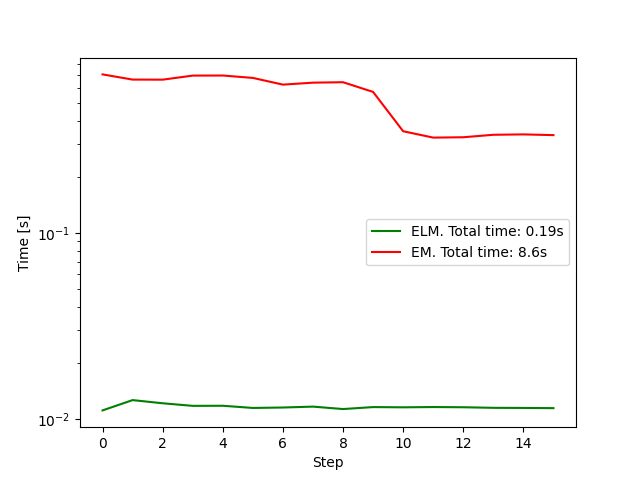 Time [s]
10⁻¹
10⁻²
ELM. Total time: 0.19s
EM. Total time: 8.6s
0 2 4 6 8 10 12 14
Step